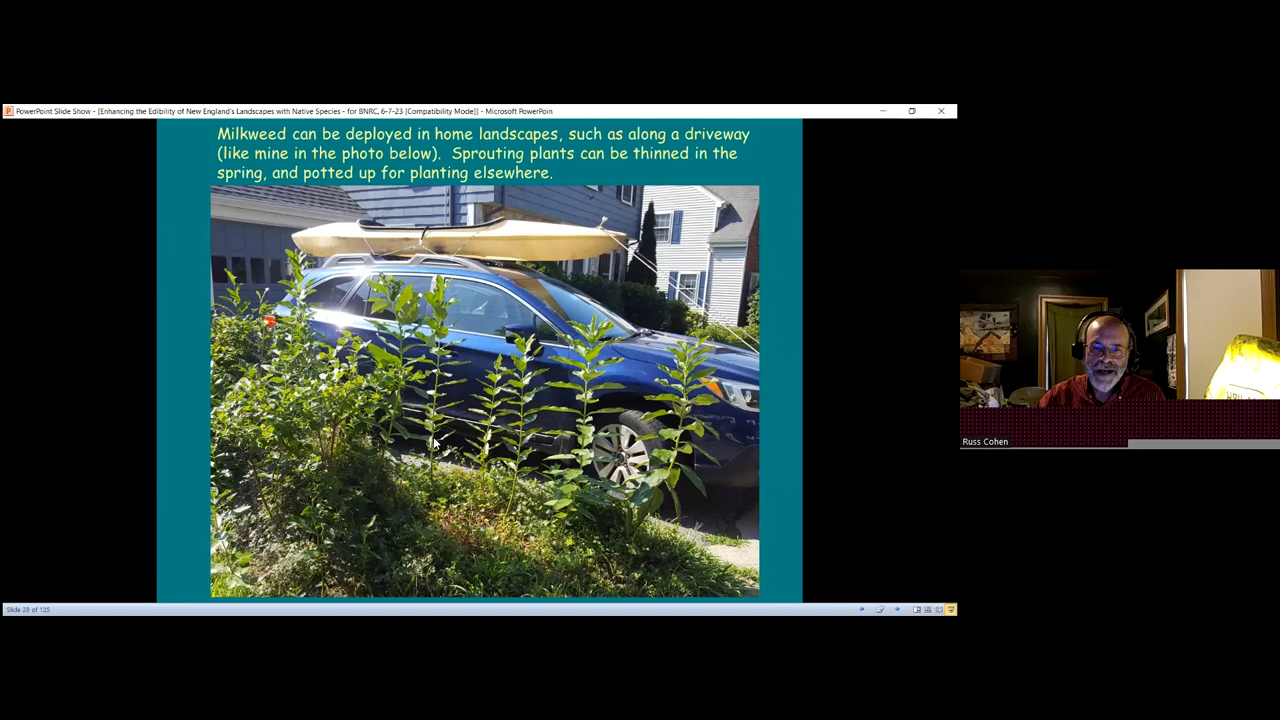 PowerPoint Slide Show - [Enhancing the Edibility of New England's Landscapes with Native Species - for BNRC, 6-7-23 [Compatibility Mode]] - Microsoft PowerPoin
Milkweed can be deployed in home landscapes, such as along a driveway
(like mine in the photo below).  Sprouting plants can be thinned in the
spring, and potted up for planting elsewhere.
Russ Cohen
Slide 28 of 125